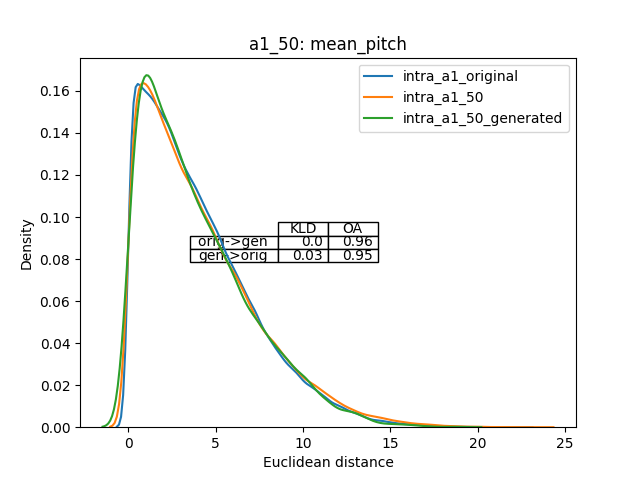 a1_50: mean_pitch
intra_a1_original
intra_a1_50
intra_a1_50_generated
0.16
0.14
0.12
0.10
0.08
0.06
0.04
0.02
0.00
Density
KLD OA
orig->gen 0.0 0.96
gen->orig 0.03 0.95
0 5 10 15 20 25
Euclidean distance